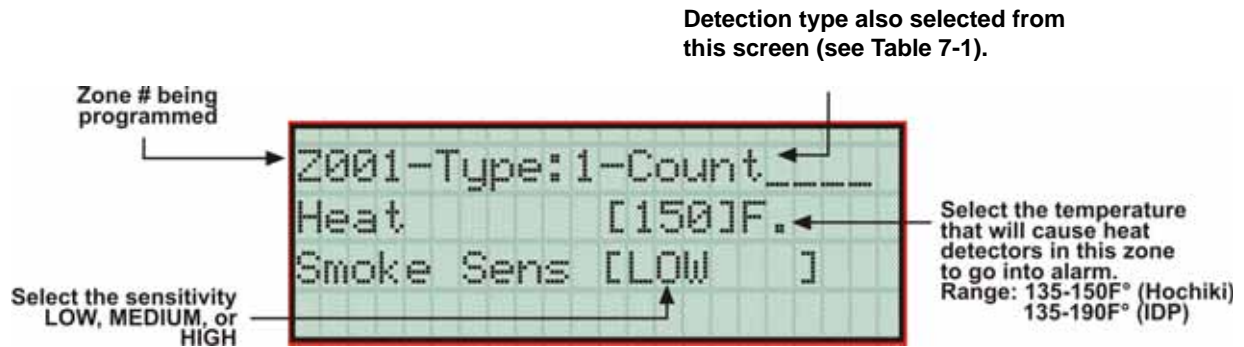 Detection type also selected from
this screen (see Table 7-1).
Zone # being
programmed
Z001-Type:1-Count____
Heat [150]F.
Smoke Sens [LOW ]
Select the temperature
that will cause heat
detectors in this zone
to go into alarm.
Range: 135-150F° (Hochiki)
135-190F° (IDP)
Select the sensitivity
LOW, MEDIUM, or
HIGH